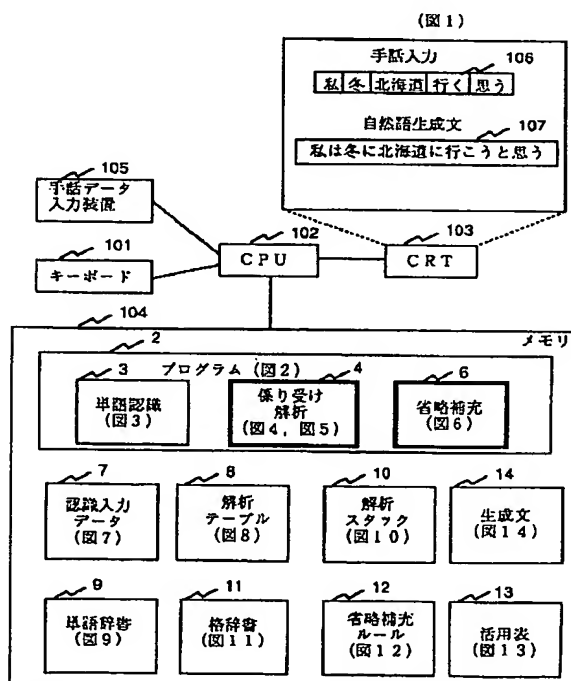 (図1)
手話入力
106
私 冬 北海道 行く 思う
自然語生成文
107
私は冬に北海道に行こうと思う
105
手話データ
入力装置
101
キーボード
102
CPU
103
CRT
104
メモリ
2
プログラム (図2)
3
単語認識
(図3)
4
係り受け
解析
(図4, 図5)
6
省略補充
(図6)
7
認識入力
データ
(図7)
8
解析
テーブル
(図8)
10
解析
スタック
(図10)
14
生成文
(図14)
9
単語辞書
(図9)
11
格辞書
(図11)
12
省略補充
ルール
(図12)
13
活用表
(図13)